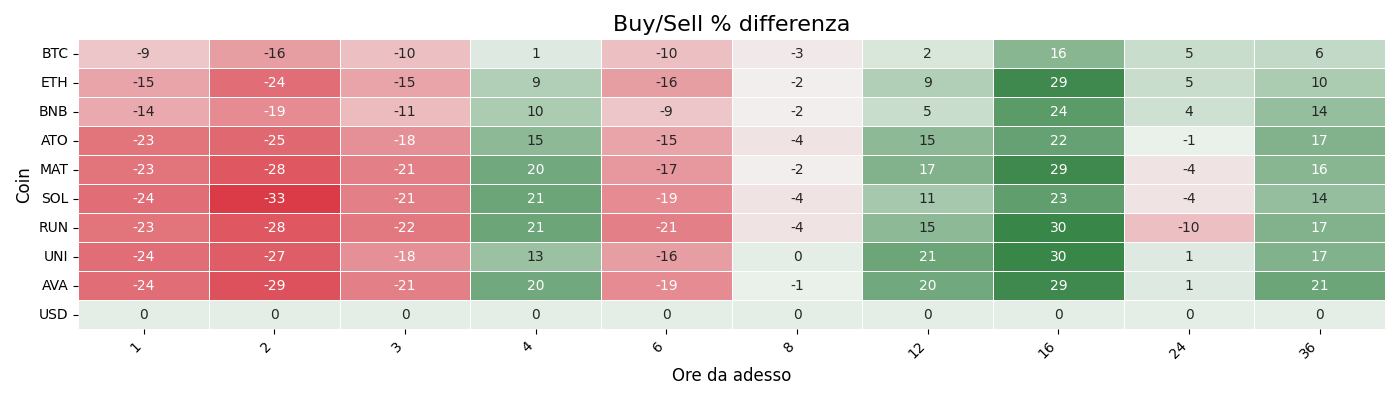 Buy/Sell % differenza
Coin
BTC -9 -16 -10 1 -10 -3 2 16 5 6
ETH -15 -24 -15 9 -16 -2 9 29 5 10
BNB -14 -19 -11 10 -9 -2 5 24 4 14
ATO -23 -25 -18 15 -15 -4 15 22 -1 17
MAT -23 -28 -21 20 -17 -2 17 29 -4 16
SOL -24 -33 -21 21 -19 -4 11 23 -4 14
RUN -23 -28 -22 21 -21 -4 15 30 -10 17
UNI -24 -27 -18 13 -16 0 21 30 1 17
AVA -24 -29 -21 20 -19 -1 20 29 1 21
USD 0 0 0 0 0 0 0 0 0 0
1 2 3 4 6 8 12 16 24 36
Ore da adesso